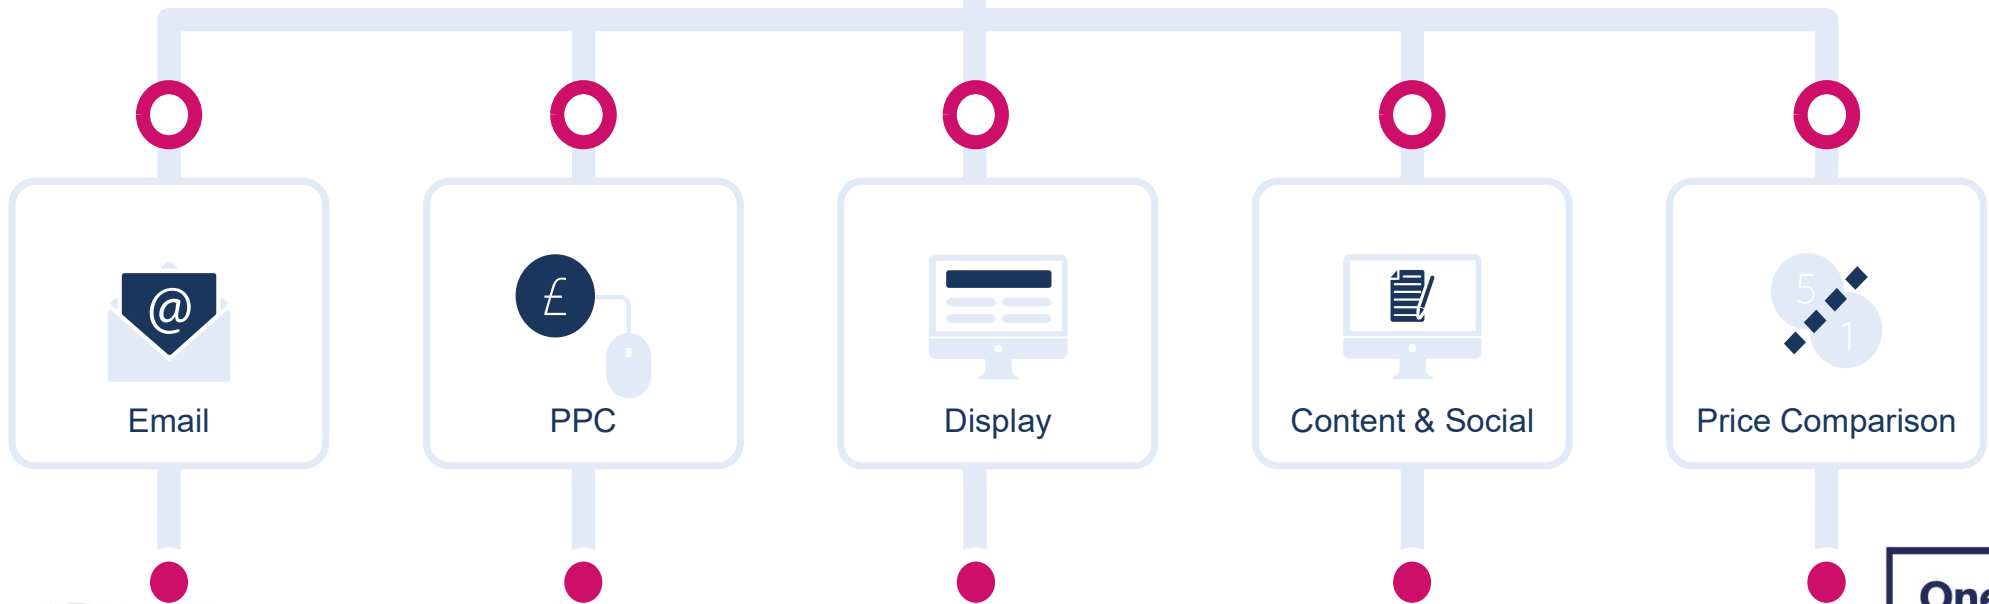 @
£
5
1
Email
PPC
Display
Content & Social
Price Comparison